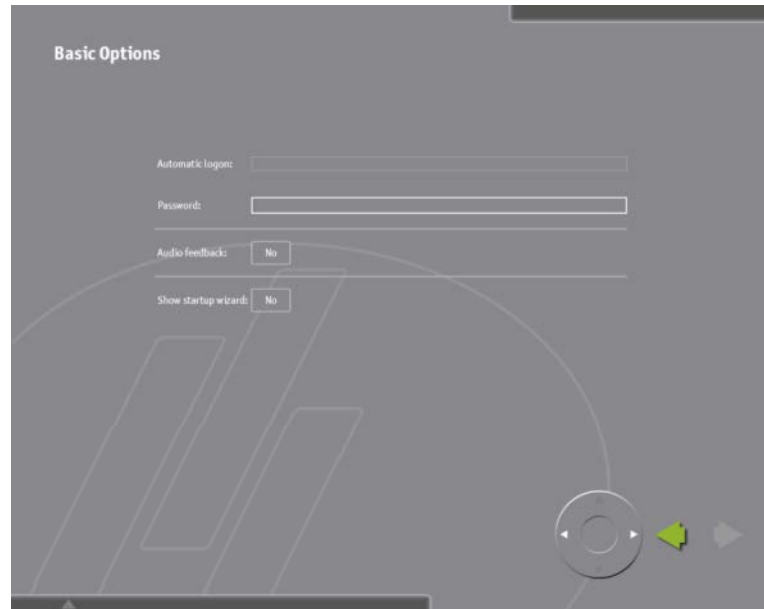 Basic Options
Automatic logon:
Password:
Audio feedback: No
Show startup wizard: No